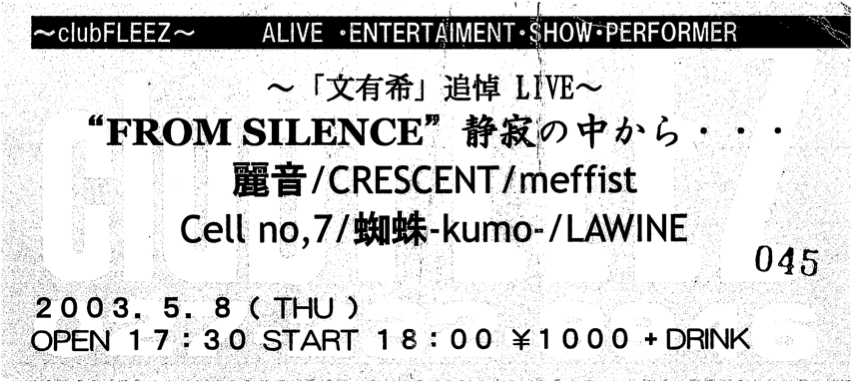 ～clubFLEEZ～ ALIVE・ENTERTAIMENT・SHOW・PERFORMER
～「文有希」追悼 LIVE～
“FROM SILENCE” 静寂の中から・・・
麗音/CRESCENT/meffist
Cell no,7/蜘蛛-kumo-/LAWINE
045
2003. 5. 8 ( THU )
OPEN 17:30 START 18:00 ¥1000 +DRINK